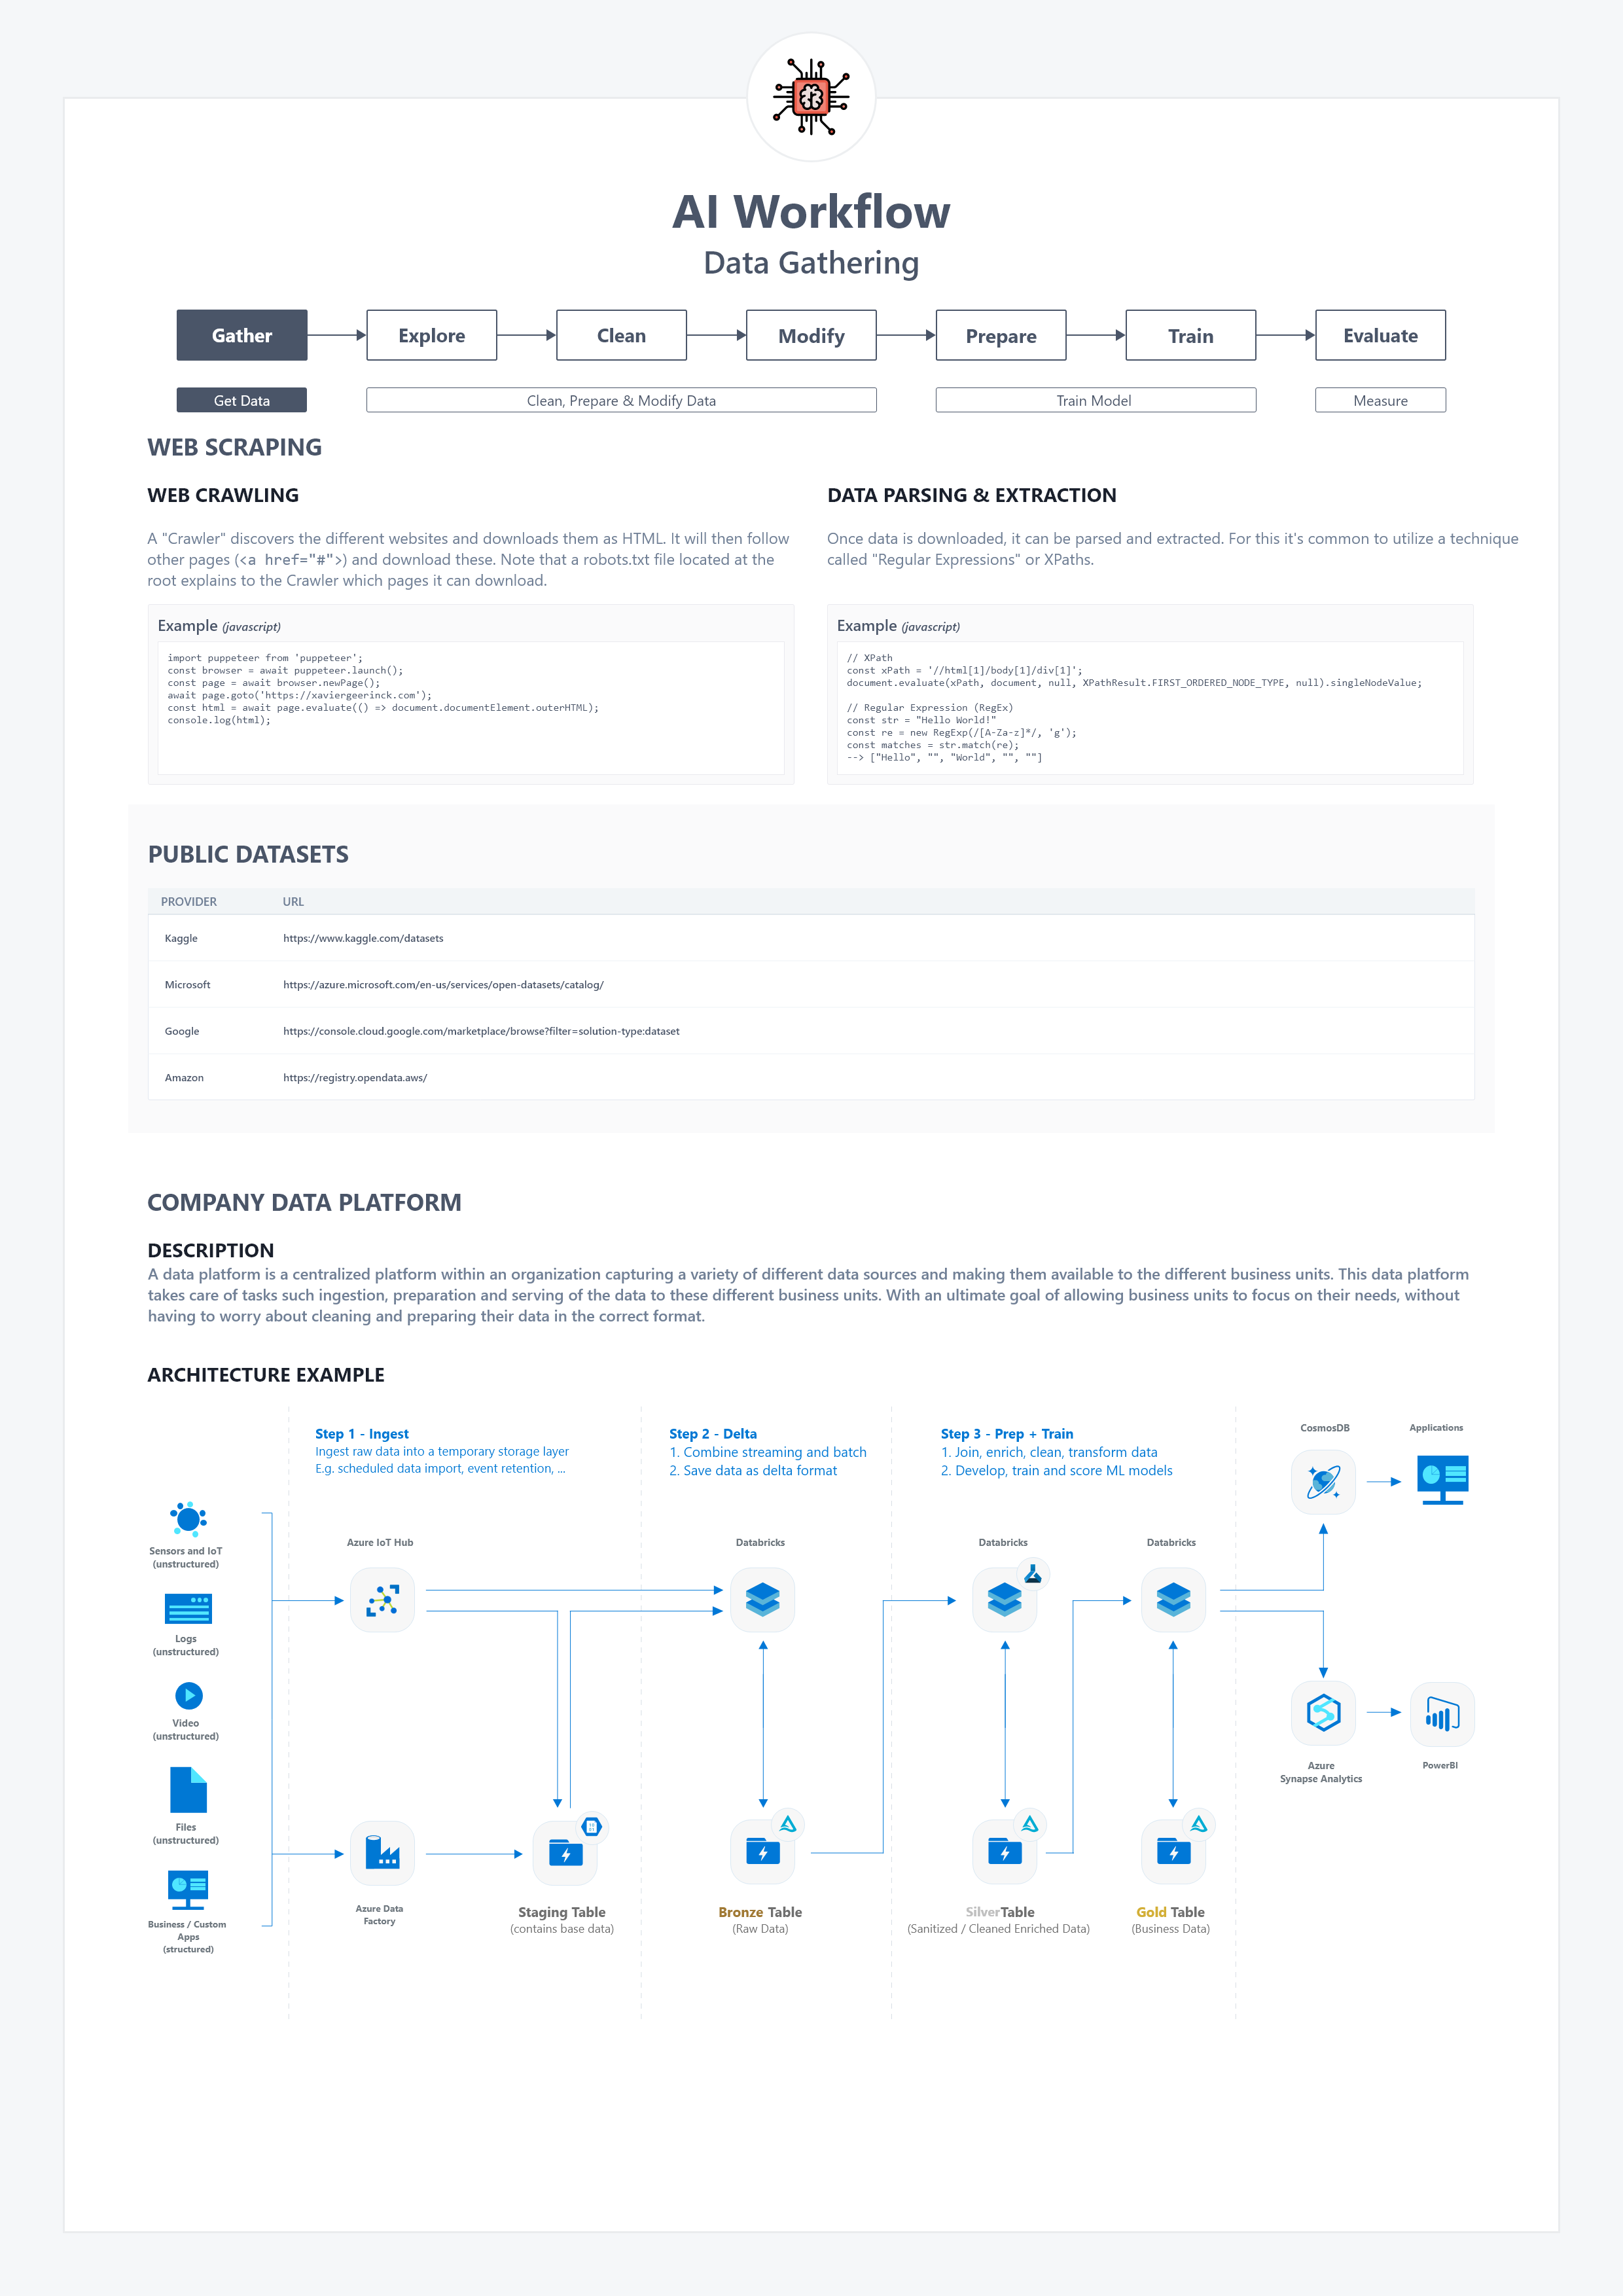 AI Workflow
Data Gathering
Gather
Explore
Clean
Modify
Prepare
Train
Evaluate
Get Data
Clean, Prepare & Modify Data
Train Model
Measure
WEB SCRAPING
WEB CRAWLING
A "Crawler" discovers the different websites and downloads them as HTML. It will then follow
other pages (<a href="#">) and download these. Note that a robots.txt file located at the
root explains to the Crawler which pages it can download.
Example (javascript)
import puppeteer from 'puppeteer';
const browser = await puppeteer.launch();
const page = await browser.newPage();
await page.goto('https://xaviergeerinck.com');
const html = await page.evaluate(() => document.documentElement.outerHTML);
console.log(html);
DATA PARSING & EXTRACTION
Once data is downloaded, it can be parsed and extracted. For this it's common to utilize a technique
called "Regular Expressions" or XPaths.
Example (javascript)
// XPath
const xPath = '//html[1]/body[1]/div[1]';
document.evaluate(xPath, document, null, XPathResult.FIRST_ORDERED_NODE_TYPE, null).singleNodeValue;
// Regular Expression (RegEx)
const str = "Hello World!"
const re = new RegExp(/[A-Za-z]*/, 'g');
const matches = str.match(re);
--> ["Hello", "", "World", "", ""]
PUBLIC DATASETS
PROVIDER URL
Kaggle https://www.kaggle.com/datasets
Microsoft https://azure.microsoft.com/en-us/services/open-datasets/catalog/
Google https://console.cloud.google.com/marketplace/browse?filter=solution-type:dataset
Amazon https://registry.opendata.aws/
COMPANY DATA PLATFORM
DESCRIPTION
A data platform is a centralized platform within an organization capturing a variety of different data sources and making them available to the different business units. This data platform
takes care of tasks such ingestion, preparation and serving of the data to these different business units. With an ultimate goal of allowing business units to focus on their needs, without
having to worry about cleaning and preparing their data in the correct format.
ARCHITECTURE EXAMPLE
Step 1 - Ingest
Ingest raw data into a temporary storage layer
E.g. scheduled data import, event retention, ...
Step 2 - Delta
1. Combine streaming and batch
2. Save data as delta format
Step 3 - Prep + Train
1. Join, enrich, clean, transform data
2. Develop, train and score ML models
CosmosDB
Applications
Sensors and IoT
(unstructured)
Logs
(unstructured)
Video
(unstructured)
Files
(unstructured)
Business / Custom
Apps
(structured)
Azure IoT Hub
Databricks
Databricks
Databricks
Azure
Synapse Analytics
PowerBI
Azure Data
Factory
Staging Table
(contains base data)
Bronze Table
(Raw Data)
SilverTable
(Sanitized / Cleaned Enriched Data)
Gold Table
(Business Data)